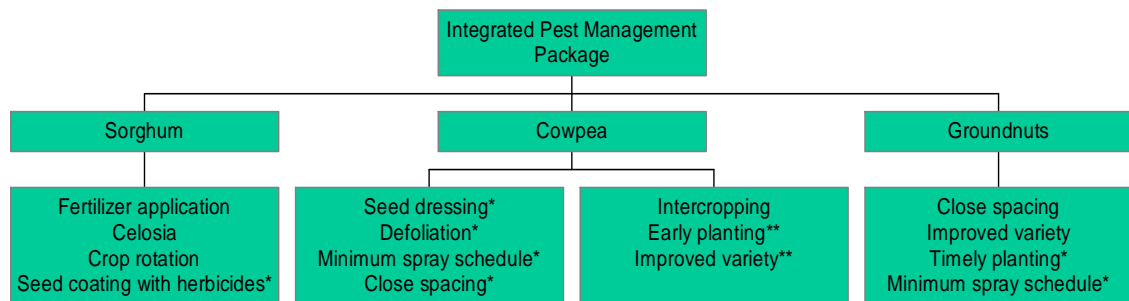 Integrated Pest Management
Package
Sorghum
Cowpea
Groundnuts
Fertilizer application
Celosia
Crop rotation
Seed coating with herbicides*
Seed dressing*
Defoliation*
Minimum spray schedule*
Close spacing*
Intercropping
Early planting**
Improved variety**
Close spacing
Improved variety
Timely planting*
Minimum spray schedule*